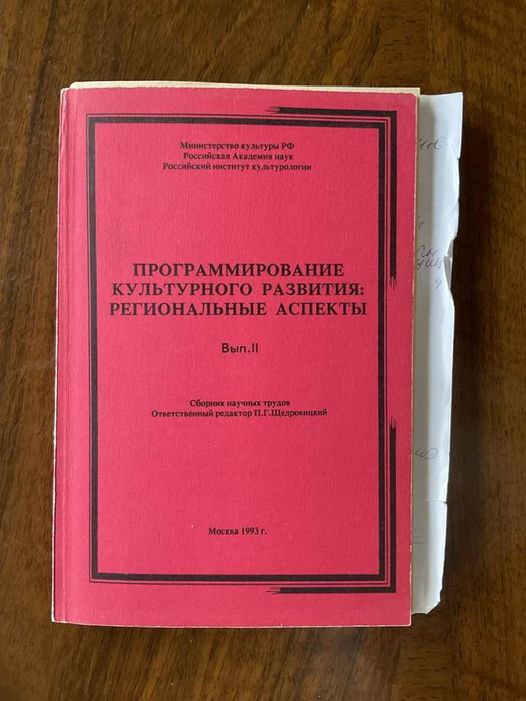 Министерство культуры РФ
Российская Академия наук
Российский институт культурологии
ПРОГРАММИРОВАНИЕ
КУЛЬТУРНОГО РАЗВИТИЯ:
РЕГИОНАЛЬНЫЕ АСПЕКТЫ
Вып.II
Сборник научных трудов
Ответственный редактор П.Г.Щедровицкий
Москва 1993 г.